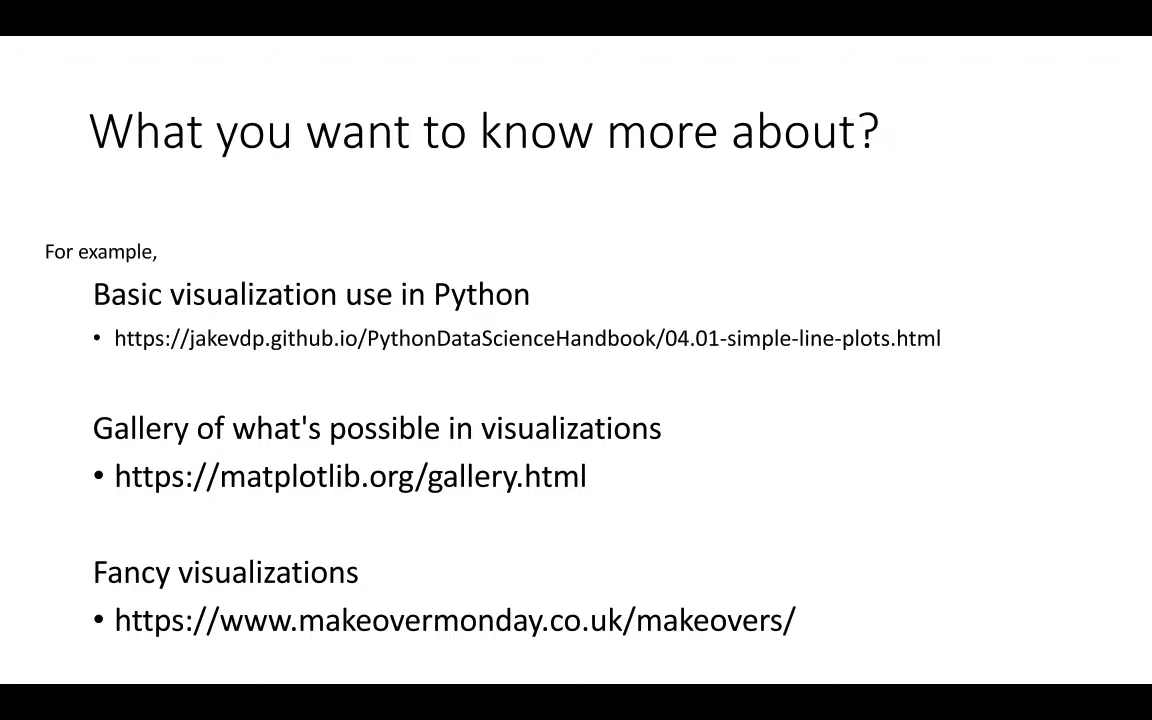 What you want to know more about?
For example,
Basic visualization use in Python
• https://jakevdp.github.io/PythonDataScienceHandbook/04.01-simple-line-plots.html
Gallery of what's possible in visualizations
• https://matplotlib.org/gallery.html
Fancy visualizations
• https://www.makeovermonday.co.uk/makeovers/